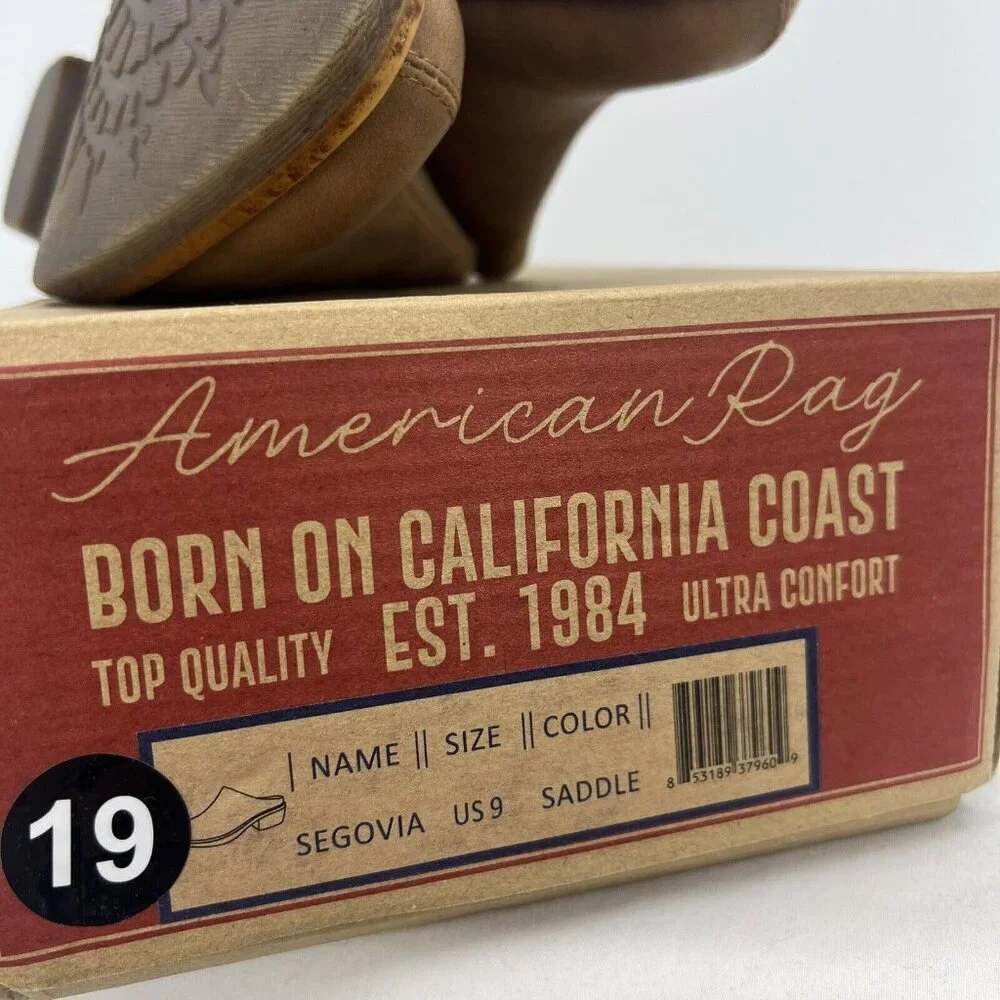 American Rag
BORN ON CALIFORNIA COAST
TOP QUALITY EST. 1984 ULTRA CONFORT
| NAME || SIZE || COLOR ||
SEGOVIA US 9 SADDLE
8 53189 37960 9
19